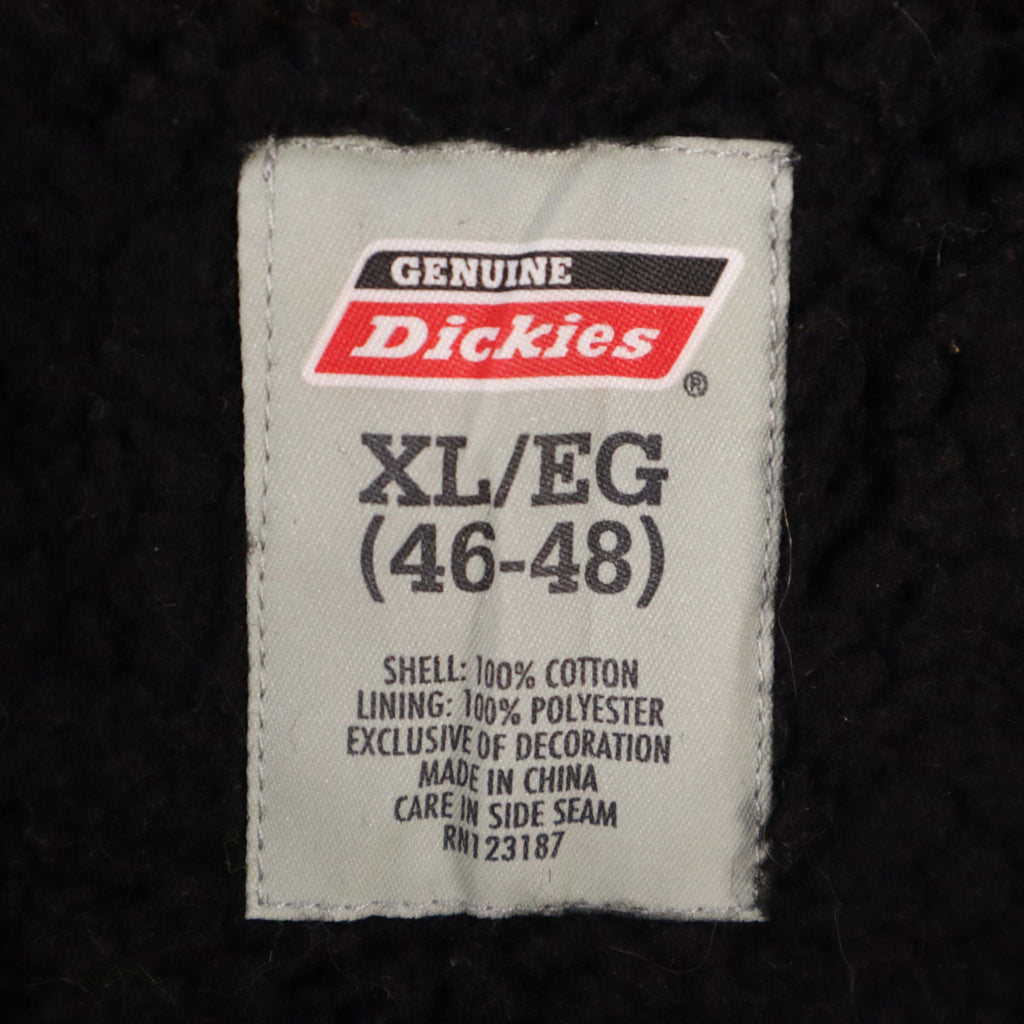 GENUINE
Dickies
®
XL/EG
(46-48)
SHELL: 100% COTTON
LINING: 100% POLYESTER
EXCLUSIVE OF DECORATION
MADE IN CHINA
CARE IN SIDE SEAM
RN123187